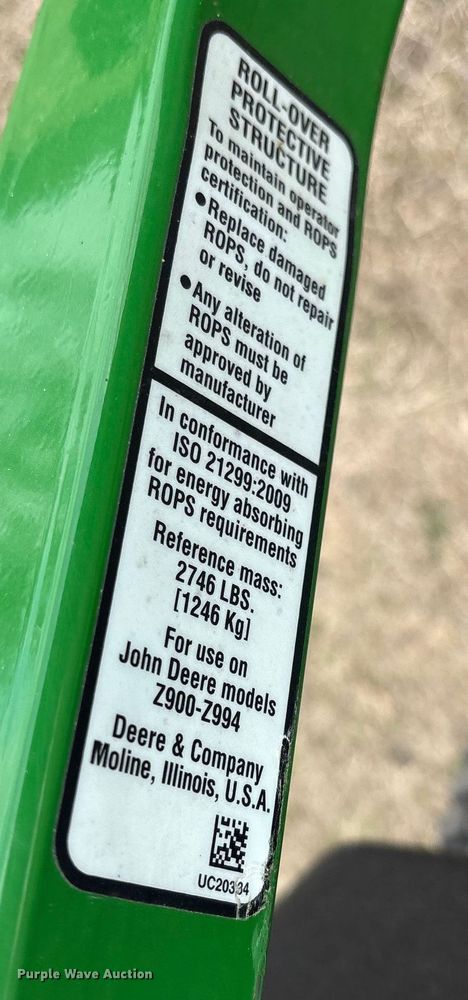 ROLL-OVER
PROTECTIVE
STRUCTURE
To maintain operator
protection and ROPS
certification:
•Replace damaged
ROPS, do not repair
or revise
•Any alteration of
ROPS must be
approved by
manufacturer
In conformance with
ISO 21299:2009
for energy absorbing
ROPS requirements
Reference mass:
2746 LBS.
[1246 Kg]
For use on
John Deere models
Z900-Z994
Deere & Company
Moline, Illinois, U.S.A.
Purple Wave Auction